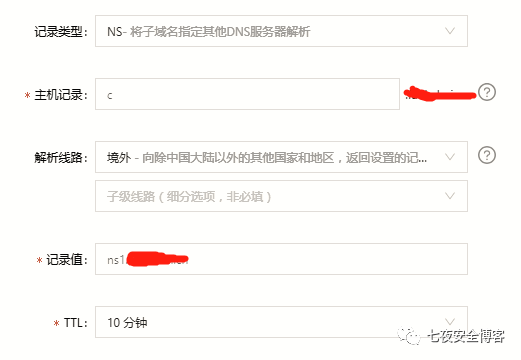 记录类型： NS- 将子域名指定其他DNS服务器解析
* 主机记录： c ?
解析线路： 境外 - 向除中国大陆以外的其他国家和地区，返回设置的记... ?
子级线路（细分选项，非必填）
* 记录值： ns1
* TTL： 10 分钟
七夜安全博客